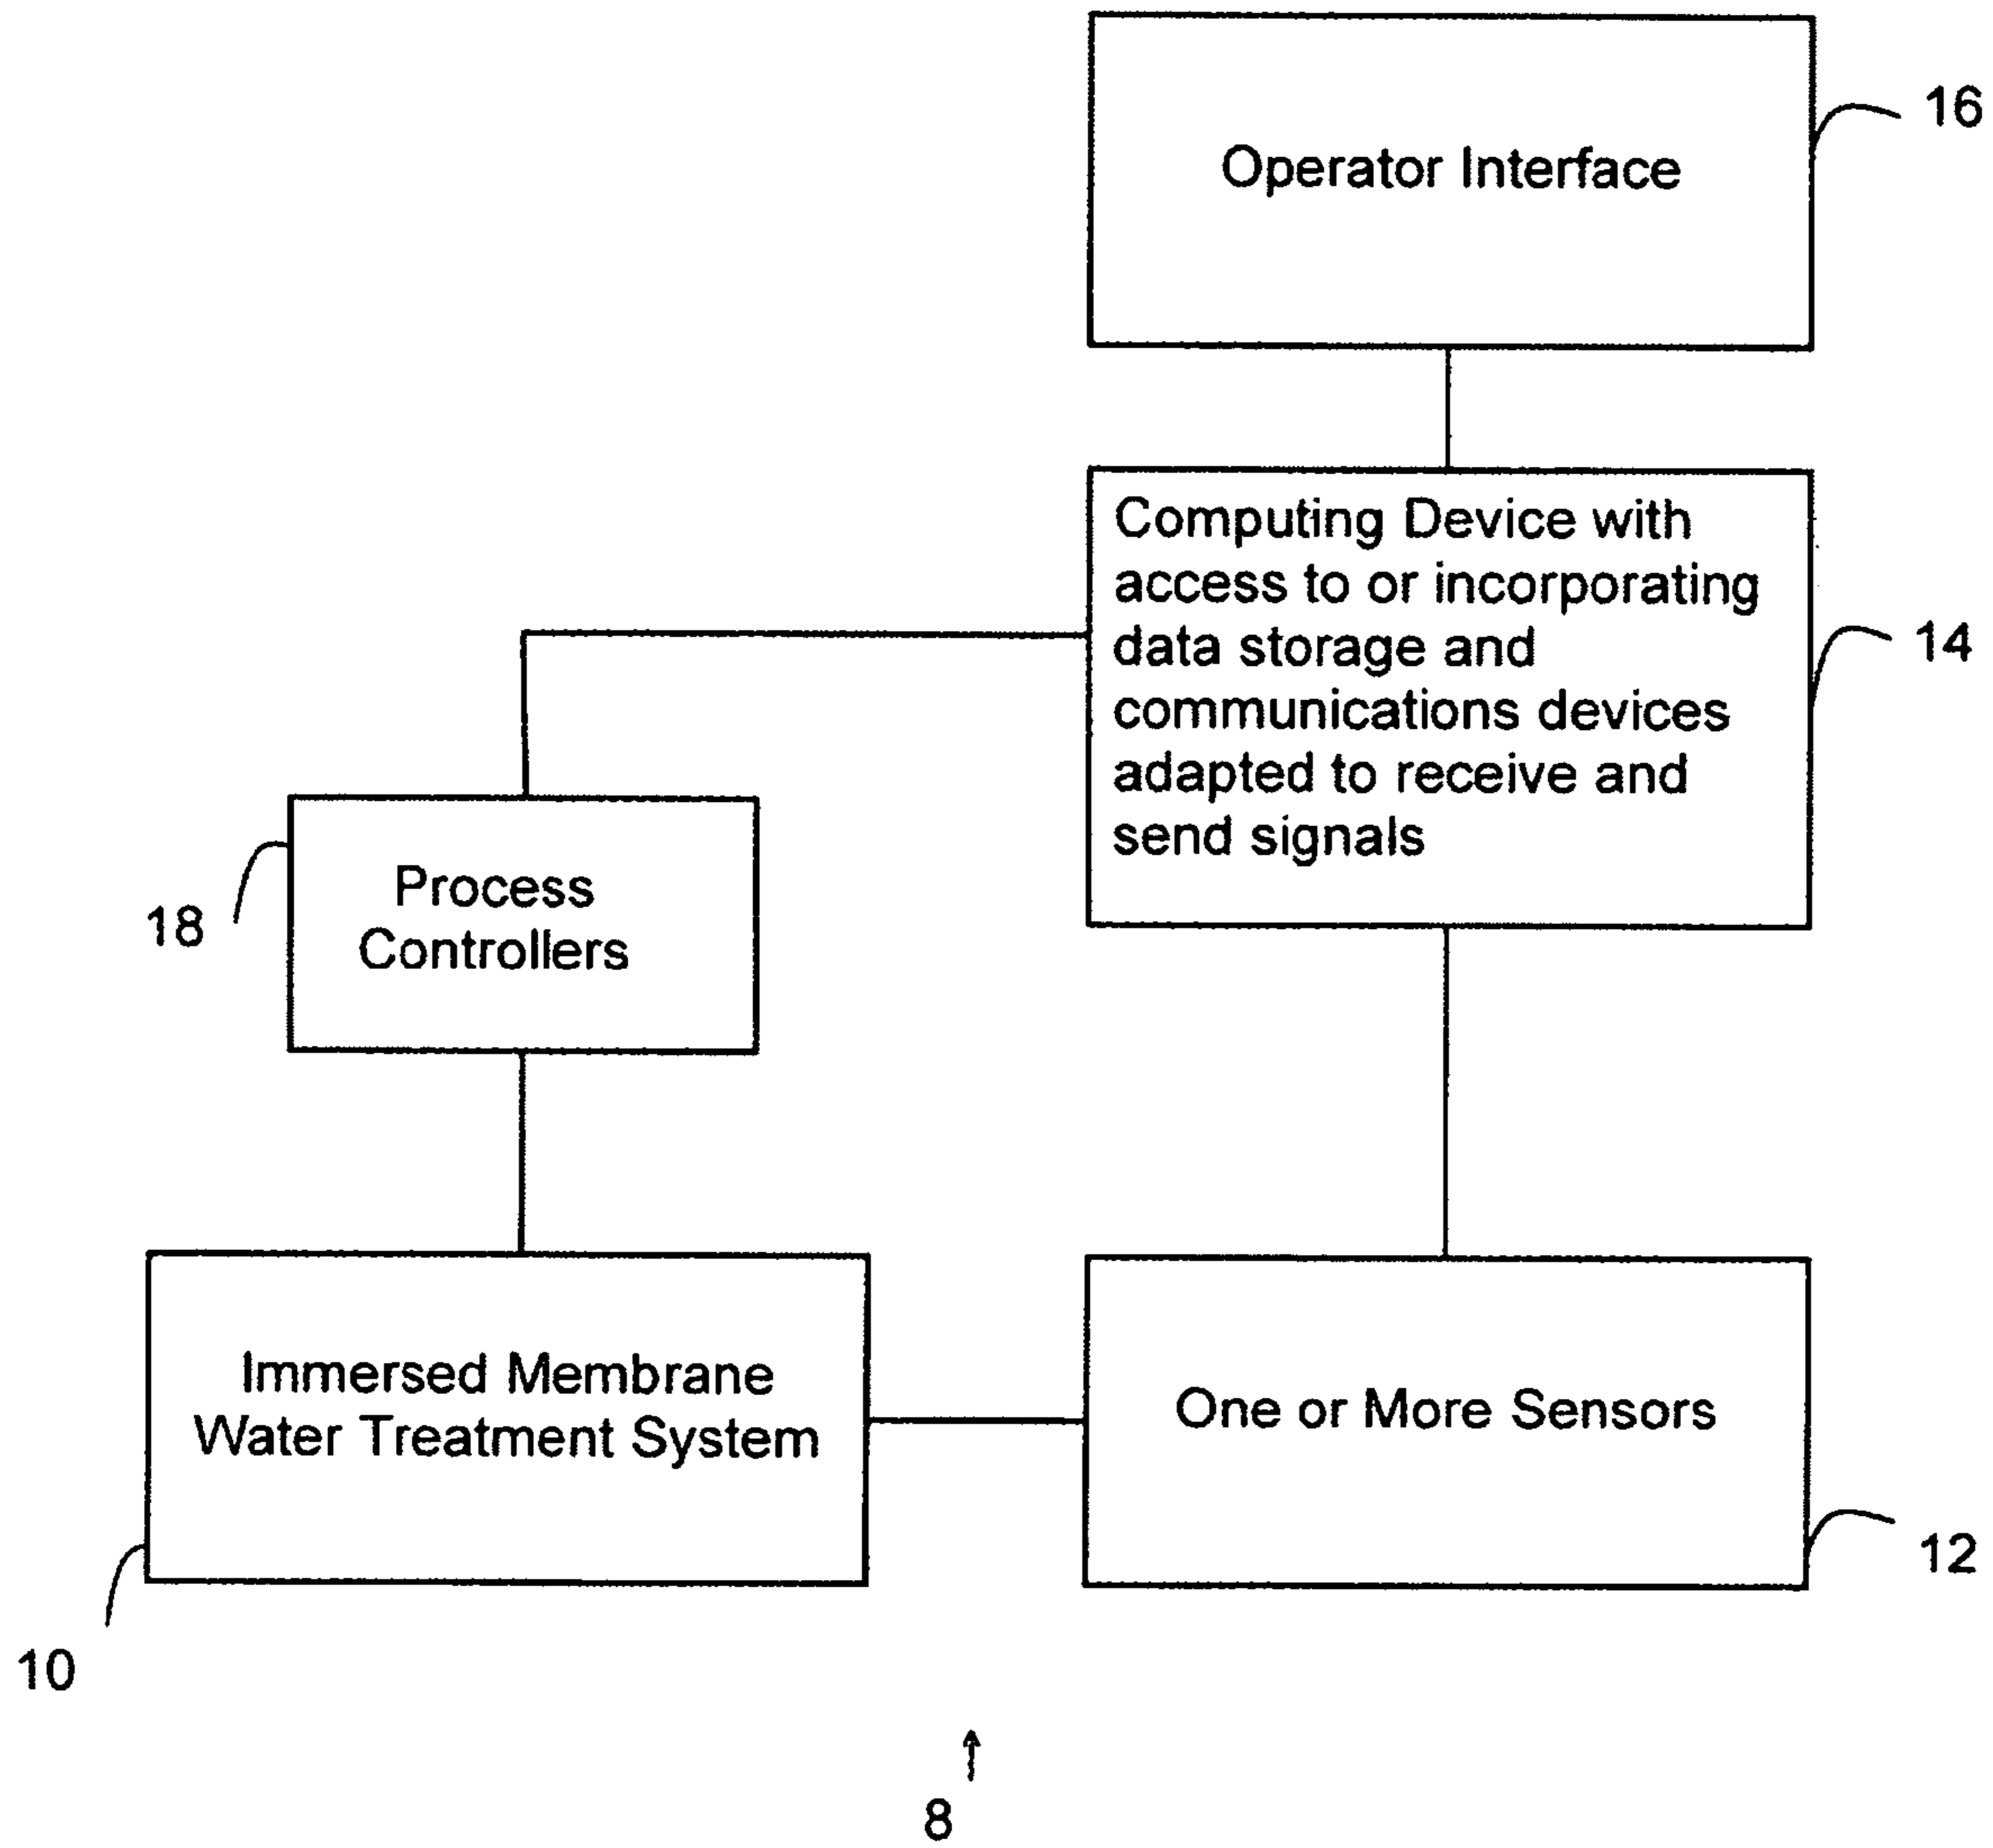 Operator Interface
16
Computing Device with
access to or incorporating
data storage and
communications devices
adapted to receive and
send signals
14
Process
Controllers
18
Immersed Membrane
Water Treatment System
10
One or More Sensors
12
8